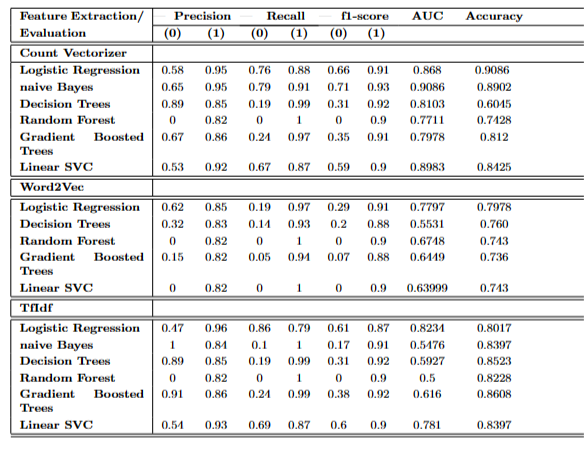 Feature Extraction/ Precision Recall f1-score AUC Accuracy
Evaluation (0) (1) (0) (1) (0) (1)
Count Vectorizer
Logistic Regression 0.58 0.95 0.76 0.88 0.66 0.91 0.868 0.9086
naive Bayes 0.65 0.95 0.79 0.91 0.71 0.93 0.9086 0.8902
Decision Trees 0.89 0.85 0.19 0.99 0.31 0.92 0.8103 0.6045
Random Forest 0 0.82 0 1 0 0.9 0.7711 0.7428
Gradient Boosted 0.67 0.86 0.24 0.97 0.35 0.91 0.7978 0.812
Trees
Linear SVC 0.53 0.92 0.67 0.87 0.59 0.9 0.8983 0.8425
Word2Vec
Logistic Regression 0.62 0.85 0.19 0.97 0.29 0.91 0.7797 0.7978
Decision Trees 0.32 0.83 0.14 0.93 0.2 0.88 0.5531 0.760
Random Forest 0 0.82 0 1 0 0.9 0.6748 0.743
Gradient Boosted 0.15 0.82 0.05 0.94 0.07 0.88 0.6449 0.736
Trees
Linear SVC 0 0.82 0 1 0 0.9 0.63999 0.743
TfIdf
Logistic Regression 0.47 0.96 0.86 0.79 0.61 0.87 0.8234 0.8017
naive Bayes 1 0.84 0.1 1 0.17 0.91 0.5476 0.8397
Decision Trees 0.89 0.85 0.19 0.99 0.31 0.92 0.5927 0.8523
Random Forest 0 0.82 0 1 0 0.9 0.5 0.8228
Gradient Boosted 0.91 0.86 0.24 0.99 0.38 0.92 0.616 0.8608
Trees
Linear SVC 0.54 0.93 0.69 0.87 0.6 0.9 0.781 0.8397